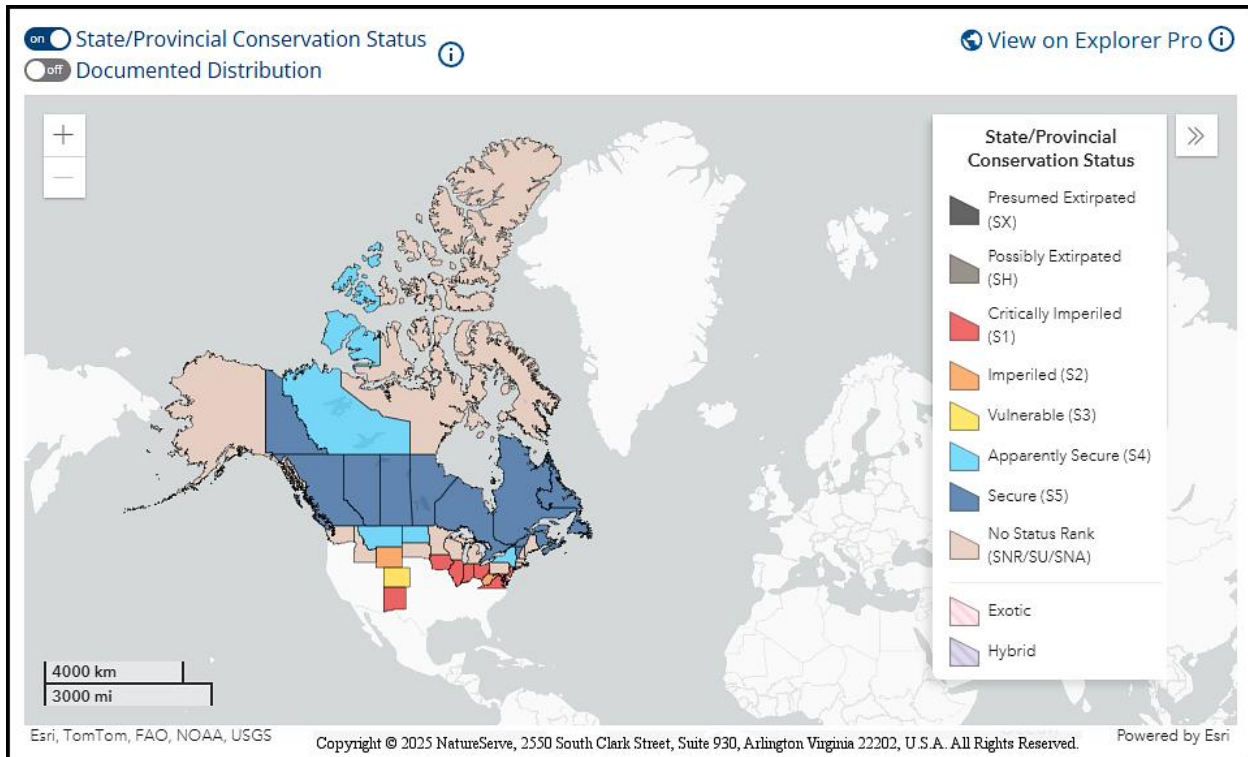 on State/Provincial Conservation Status
off Documented Distribution
View on Explorer Pro
State/Provincial
Conservation Status
Presumed Extirpated
(SX)
Possibly Extirpated
(SH)
Critically Imperiled
(S1)
Imperiled (S2)
Vulnerable (S3)
Apparently Secure (S4)
Secure (S5)
No Status Rank
(SNR/SU/SNA)
Exotic
Hybrid
4000 km
3000 mi
Esri, TomTom, FAO, NOAA, USGS
Copyright © 2025 NatureServe, 2550 South Clark Street, Suite 930, Arlington Virginia 22202, U.S.A. All Rights Reserved.
Powered by Esri